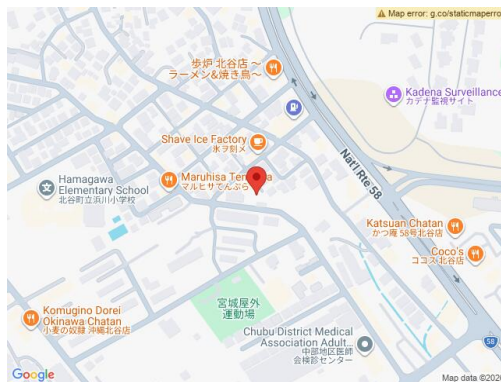 Map error: g.co/staticmaperro
歩炉 北谷店 ～
ラーメン&焼き鳥～
Kadena Surveillance
カデナ監視サイト
Nat'l Rte 58
Shave Ice Factory
氷ヲ刻メ
Hamagawa
Elementary School
北谷町立浜川小学校
Maruhisa
マルヒサてんぷら
Katsuan Chatan
かつ庵 58号北谷店
Coco's
ココス 北谷店
宮城屋外
運動場
Komugino Dorei
Okinawa Chatan
小麦の奴隷 沖縄北谷店
Chubu District Medical
Association Adult...
中部地区医師
会検診センター
58
Google
Map data ©2020